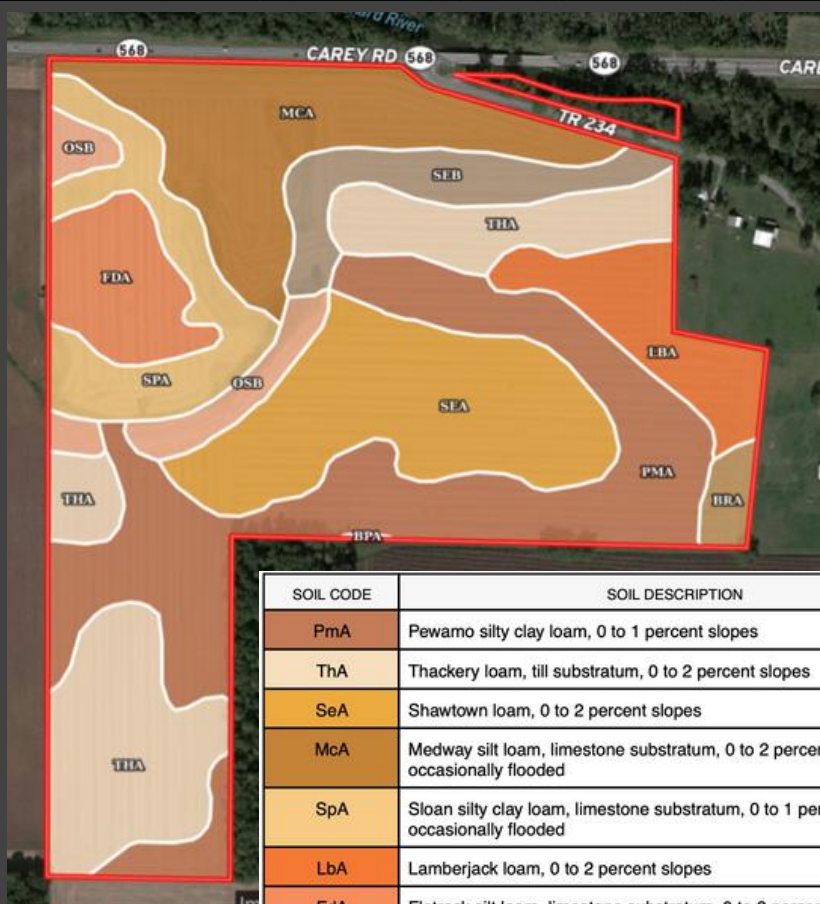 ard River
568
CAREY RD 568
568
CARE
TR 234
MCA
OSB
SEB
THA
FDA
LBA
SPA
OSB
SEA
PMA
THA
BRA
BPA
THA
SOIL CODE SOIL DESCRIPTION
PmA Pewamo silty clay loam, 0 to 1 percent slopes
ThA Thackery loam, till substratum, 0 to 2 percent slopes
SeA Shawtown loam, 0 to 2 percent slopes
McA Medway silt loam, limestone substratum, 0 to 2 percen
occasionally flooded
SpA Sloan silty clay loam, limestone substratum, 0 to 1 per
occasionally flooded
LbA Lamberjack loam, 0 to 2 percent slopes